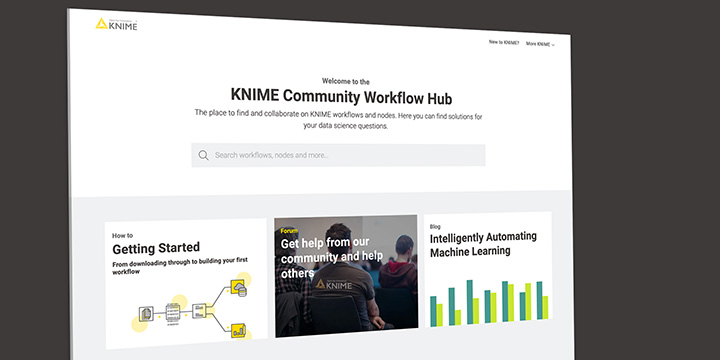 KNIME
New to KNIME?
More KNIME
Welcome to the
KNIME Community Workflow Hub
The place to find and collaborate on KNIME workflows and nodes. Here you can find solutions for
your data science questions.
Search workflows, nodes and more..
How to
Getting Started
From downloading through to building your first
workflow
Forum
Get help from our
community and help
others
KNIME
Blog
Intelligently Automating
Machine Learning